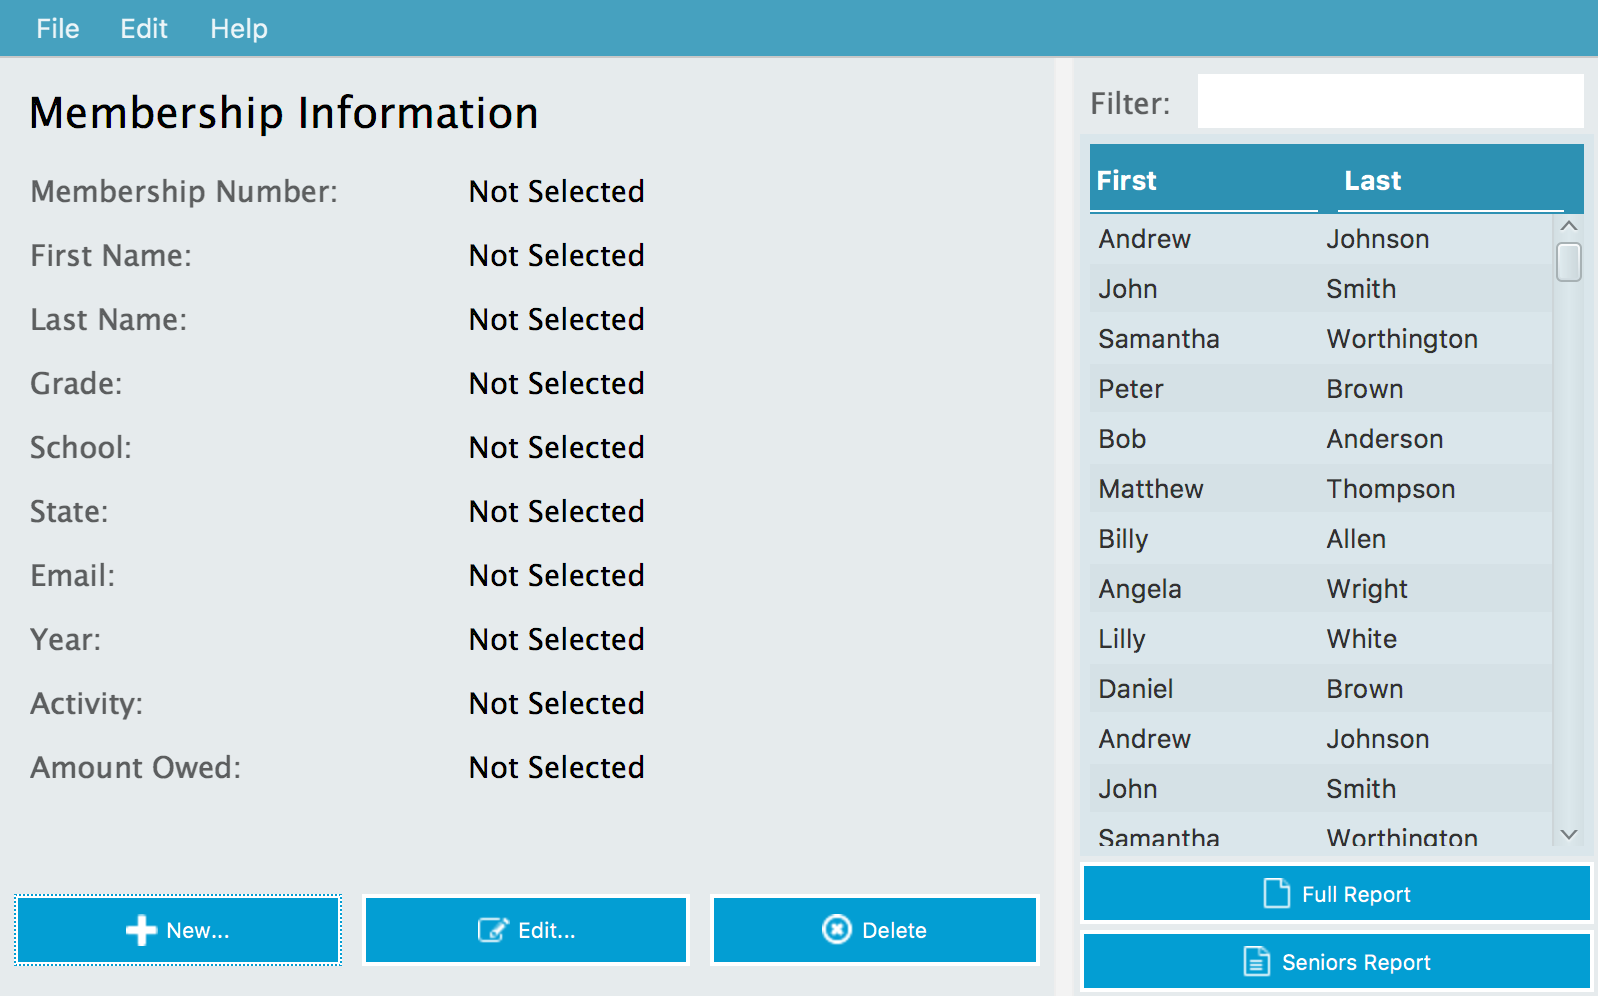 File Edit Help
Membership Information
Membership Number: Not Selected
First Name: Not Selected
Last Name: Not Selected
Grade: Not Selected
School: Not Selected
State: Not Selected
Email: Not Selected
Year: Not Selected
Activity: Not Selected
Amount Owed: Not Selected
New... Edit... Delete
Filter:
First Last
Andrew Johnson
John Smith
Samantha Worthington
Peter Brown
Bob Anderson
Matthew Thompson
Billy Allen
Angela Wright
Lilly White
Daniel Brown
Andrew Johnson
John Smith
Samantha Worthington
Full Report
Seniors Report